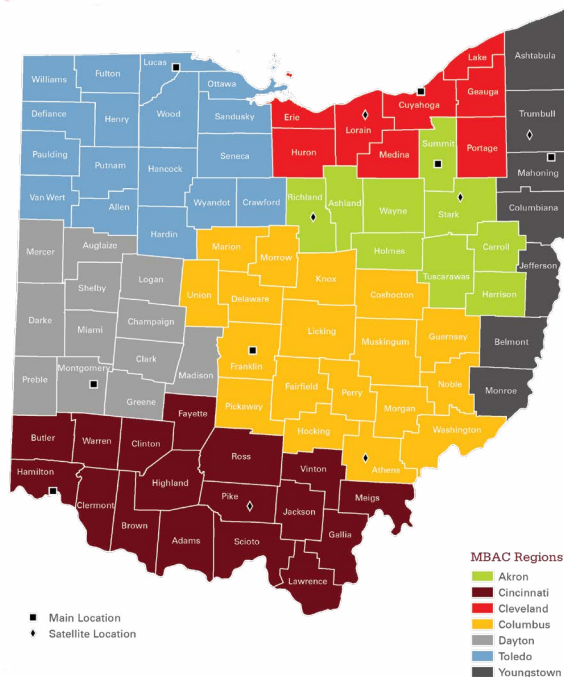 Lake
Ashtabula
Lucas
Fulton
Williams
Ottawa
Geauga
Cuyahoga
Defiance
Henry
Wood
Sandusky
Erie
Lorain
Trumbull
Summit
Huron
Medina
Portage
Paulding
Putnam
Hancock
Seneca
Mahoning
Van Wert
Allen
Wyandot
Crawford
Richland
Ashland
Wayne
Stark
Columbiana
Hardin
Marion
Morrow
Holmes
Carroll
Mercer
Auglaize
Jefferson
Logan
Knox
Tuscarawas
Shelby
Union
Delaware
Coshocton
Harrison
Darke
Champaign
Miami
Licking
Muskingum
Guernsey
Belmont
Clark
Montgomery
Franklin
Madison
Preble
Fairfield
Perry
Noble
Monroe
Greene
Fayette
Pickaway
Morgan
Washington
Butler
Warren
Clinton
Hocking
Ross
Athens
Hamilton
Vinton
Highland
Pike
Meigs
Clermont
Jackson
Brown
Adams
Scioto
Gallia
Lawrence
MBAC Regions
Akron
Cincinnati
Cleveland
Columbus
Dayton
Toledo
Youngstown
Main Location
Satellite Location